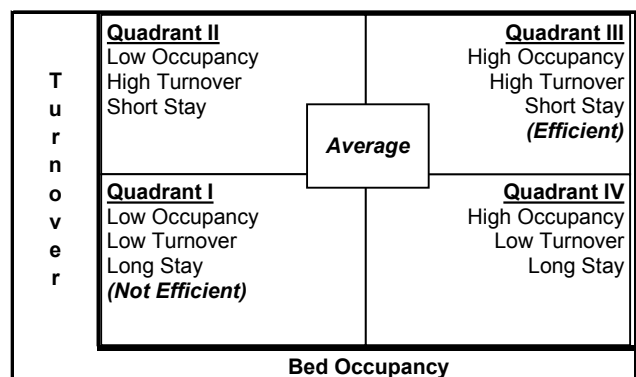 Turnover
Quadrant II
Low Occupancy
High Turnover
Short Stay
Quadrant III
High Occupancy
High Turnover
Short Stay
(Efficient)
Average
Quadrant I
Low Occupancy
Low Turnover
Long Stay
(Not Efficient)
Quadrant IV
High Occupancy
Low Turnover
Long Stay
Bed Occupancy